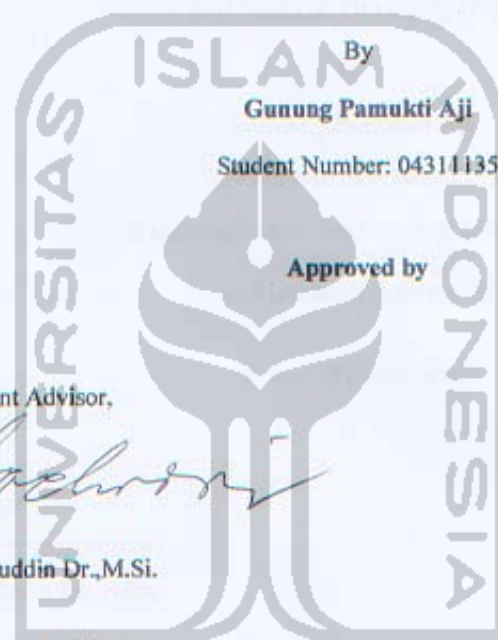 ISLAM
UNIVERSITAS
INDONESIA
By
Gunung Pamukti Aji
Student Number: 04311135
Approved by
nt Advisor,
uddin Dr.,M.Si.